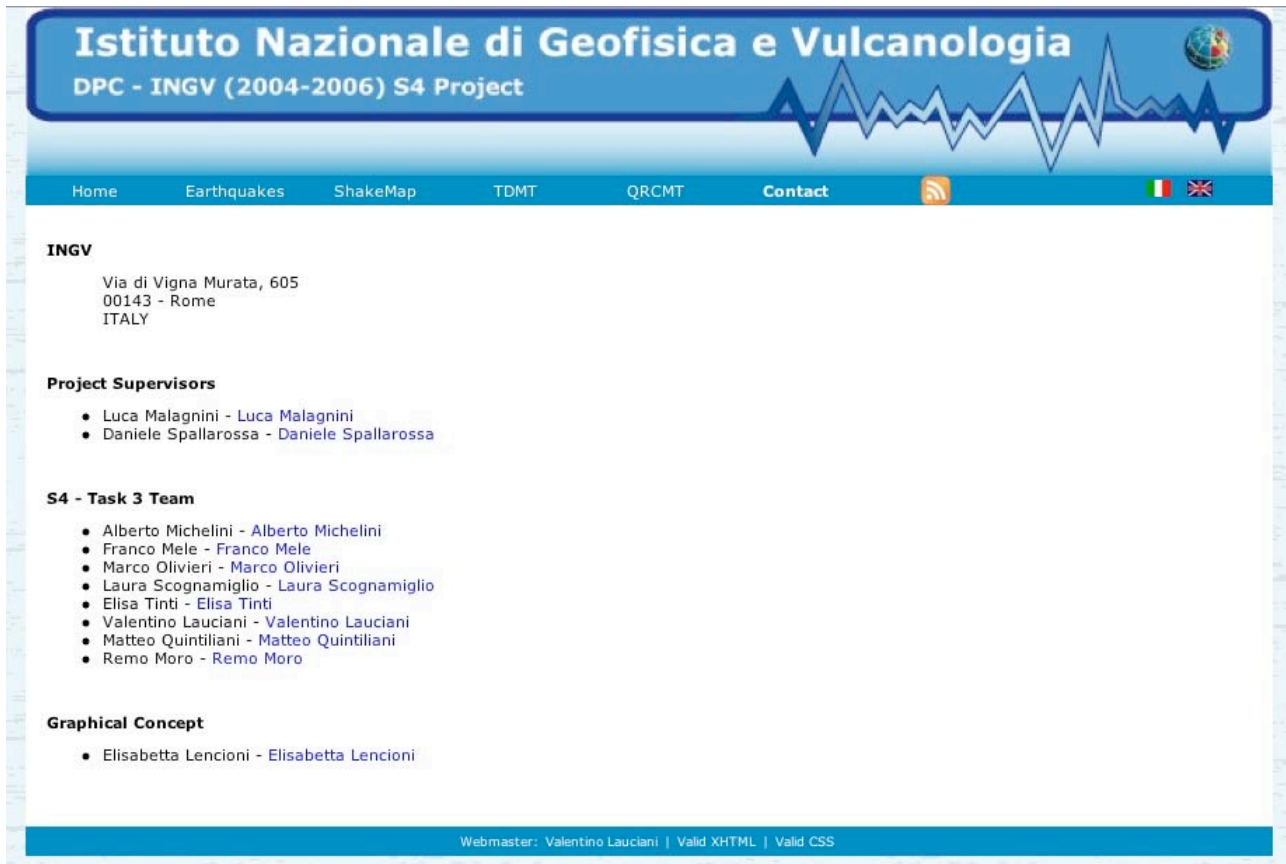 Istituto Nazionale di Geofisica e Vulcanologia
DPC - INGV (2004-2006) S4 Project
Home Earthquakes ShakeMap TDMT QRCMT Contact
INGV
Via di Vigna Murata, 605
00143 - Rome
ITALY
Project Supervisors
Luca Malagnini - Luca Malagnini
Daniele Spallarossa - Daniele Spallarossa
S4 - Task 3 Team
Alberto Michelini - Alberto Michelini
Franco Mele - Franco Mele
Marco Olivieri - Marco Olivieri
Laura Scognamiglio - Laura Scognamiglio
Elisa Tinti - Elisa Tinti
Valentino Lauciani - Valentino Lauciani
Matteo Quintiliani - Matteo Quintiliani
Remo Moro - Remo Moro
Graphical Concept
Elisabetta Lencioni - Elisabetta Lencioni
Webmaster: Valentino Lauciani | Valid XHTML | Valid CSS